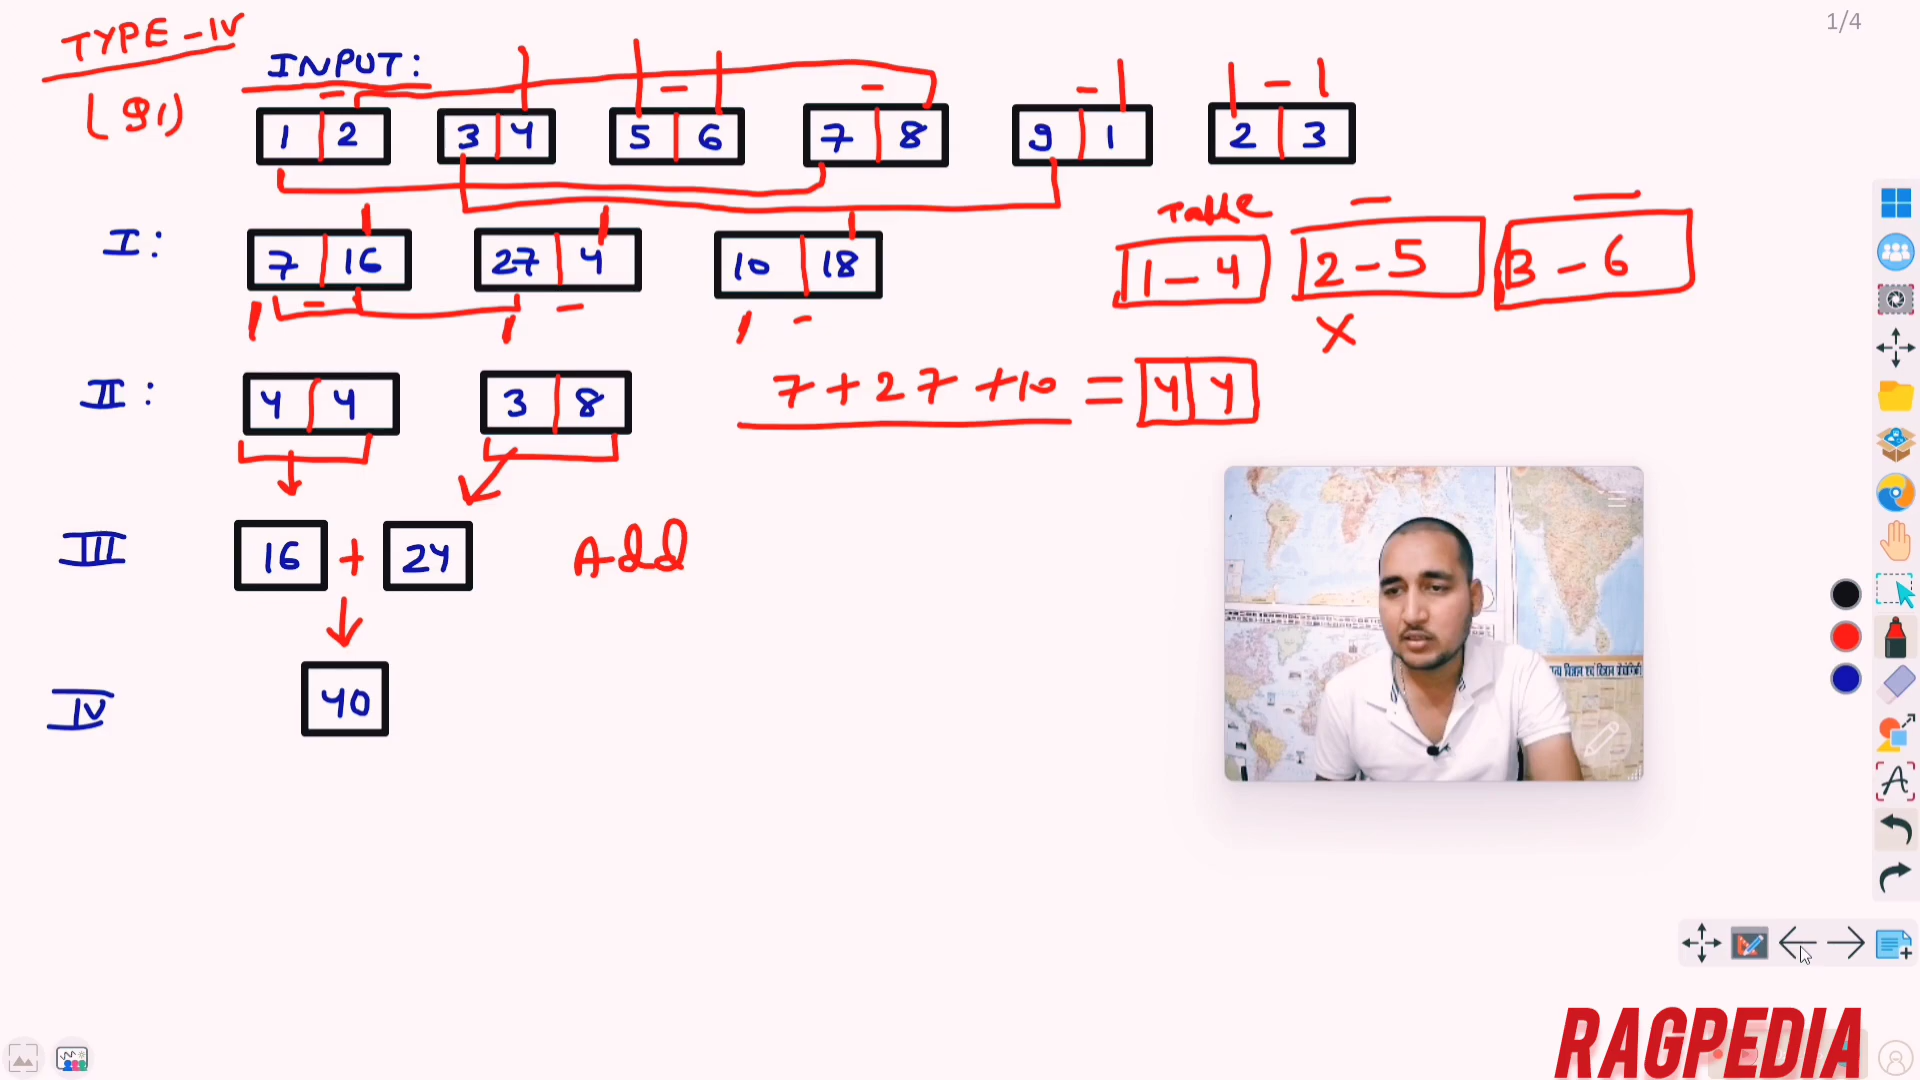 1/4
TYPE-IV
(91)
INPUT:
1 2 3 4 5 6 7 8 9 1 2 3
Table
I: 7 16 27 4 10 18 1-4 2-5 3-6
X
II: 4 4 3 8 7+27+10 = 4 4
III 16 + 24 Add
IV 40
RAGPEDIA